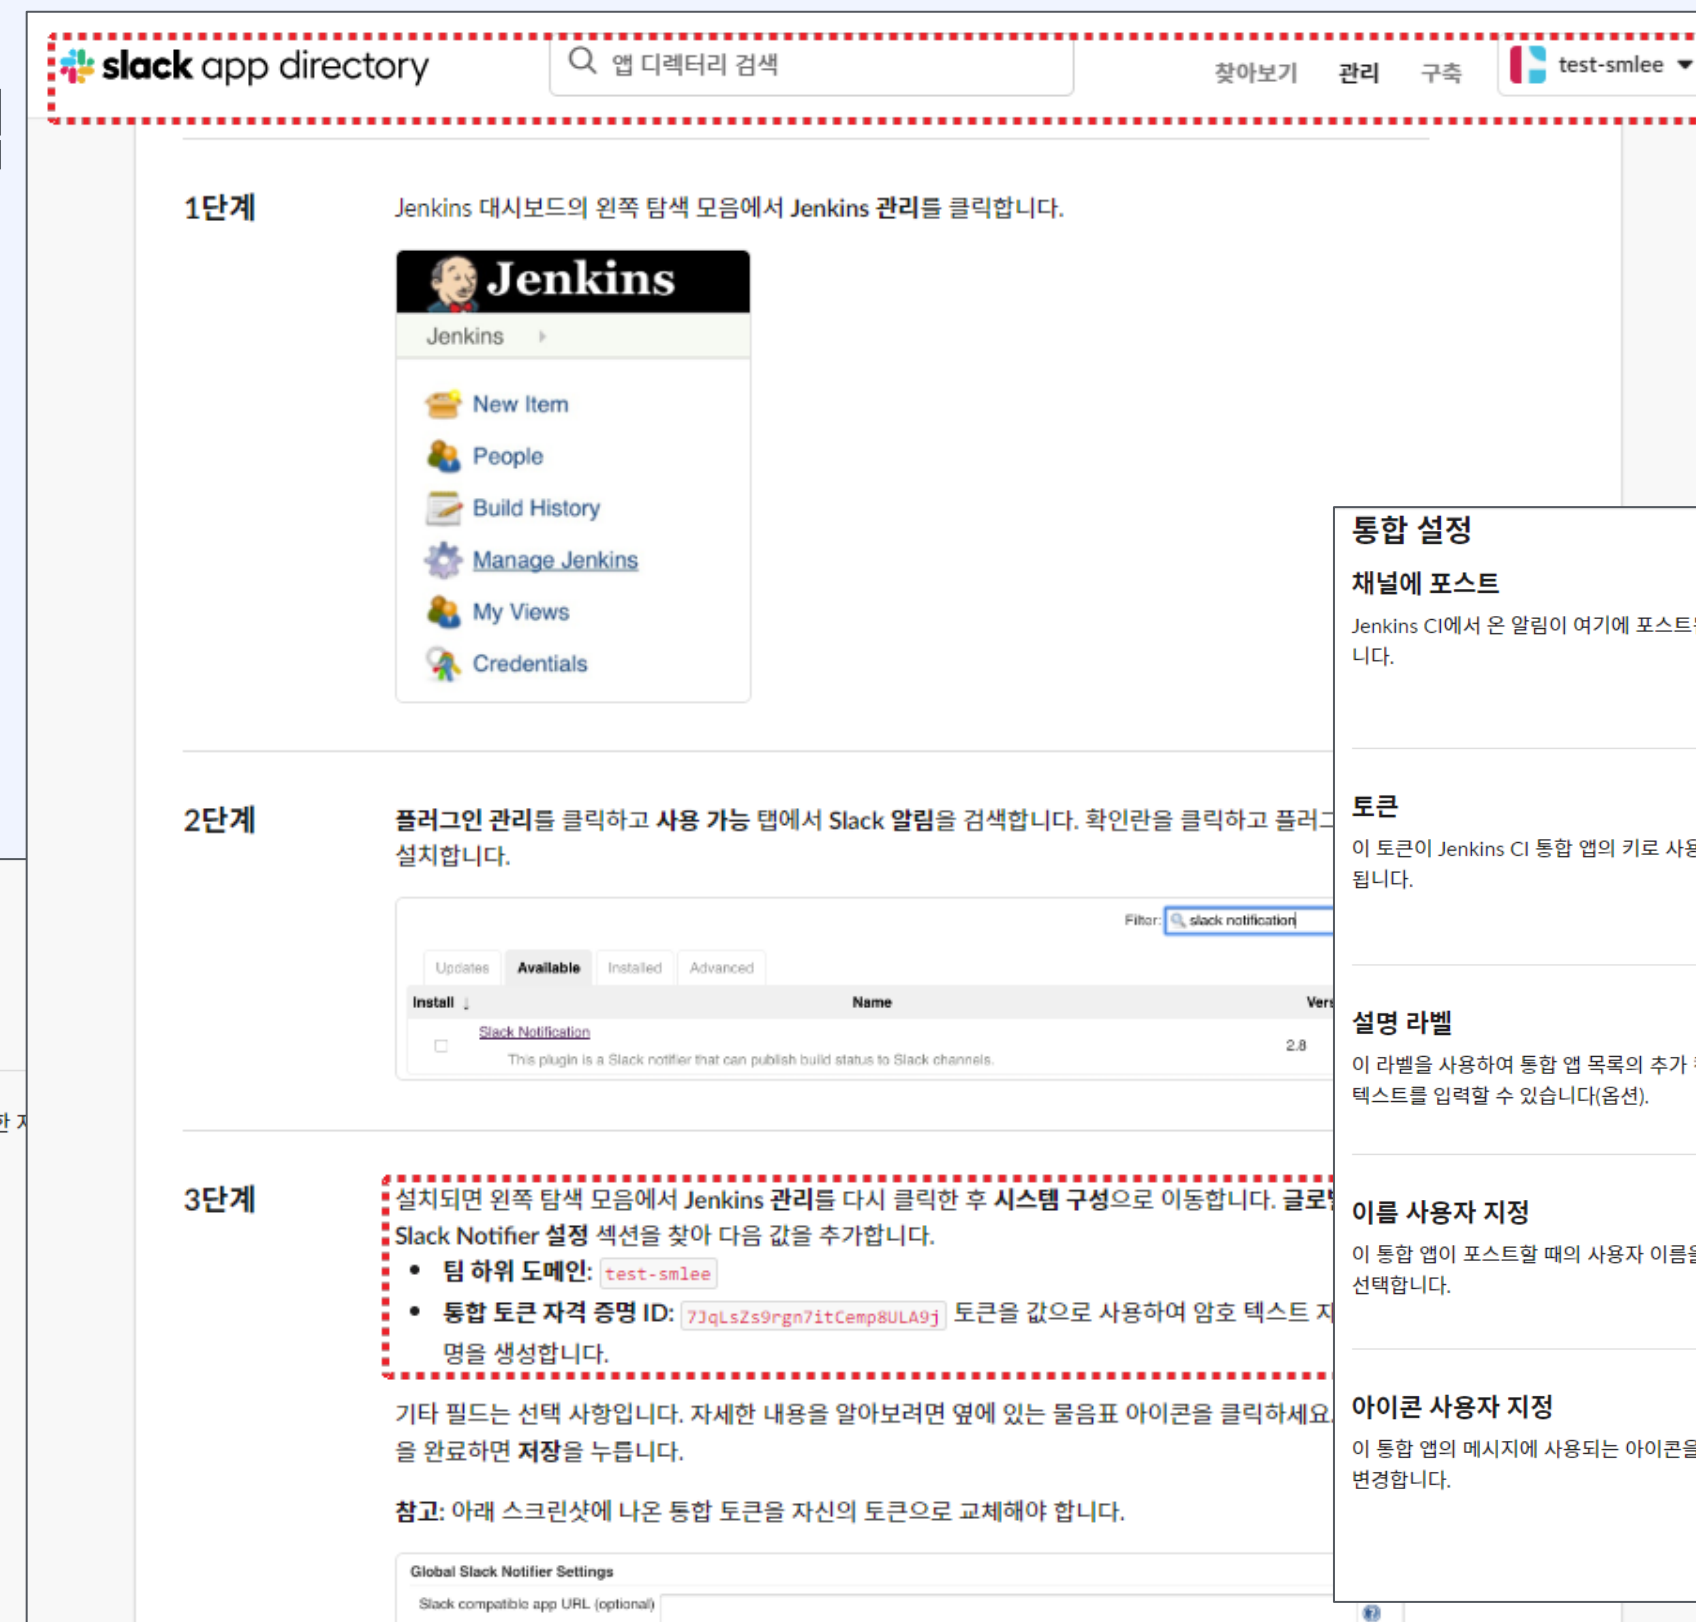 slack app directory
앱 디렉터리 검색
찾아보기
관리
구축
test-smlee
1단계
Jenkins 대시보드의 왼쪽 탐색 모음에서 Jenkins 관리를 클릭합니다.
Jenkins
Jenkins
New Item
People
Build History
Manage Jenkins
My Views
Credentials
2단계
플러그인 관리를 클릭하고 사용 가능 탭에서 Slack 알림을 검색합니다. 확인란을 클릭하고 플러그
설치합니다.
Filter: slack notification
Updates Available Installed Advanced
Install ↓ Name Vers
Slack Notification
This plugin is a Slack notifier that can publish build status to Slack channels.
2.8
3단계
설치되면 왼쪽 탐색 모음에서 Jenkins 관리를 다시 클릭한 후 시스템 구성으로 이동합니다. 글로벌
Slack Notifier 설정 섹션을 찾아 다음 값을 추가합니다.
• 팀 하위 도메인: test-smlee
• 통합 토큰 자격 증명 ID: 7JqLsZs9rgn7itCemp8ULA9j 토큰을 값으로 사용하여 암호 텍스트 자
명을 생성합니다.
기타 필드는 선택 사항입니다. 자세한 내용을 알아보려면 옆에 있는 물음표 아이콘을 클릭하세요.
을 완료하면 저장을 누릅니다.
참고: 아래 스크린샷에 나온 통합 토큰을 자신의 토큰으로 교체해야 합니다.
Global Slack Notifier Settings
Slack compatible app URL (optional)
통합 설정
채널에 포스트
Jenkins CI에서 온 알림이 여기에 포스트됩
니다.
토큰
이 토큰이 Jenkins CI 통합 앱의 키로 사용
됩니다.
설명 라벨
이 라벨을 사용하여 통합 앱 목록의 추가
텍스트를 입력할 수 있습니다(옵션).
이름 사용자 지정
이 통합 앱이 포스트할 때의 사용자 이름을
선택합니다.
아이콘 사용자 지정
이 통합 앱의 메시지에 사용되는 아이콘을
변경합니다.